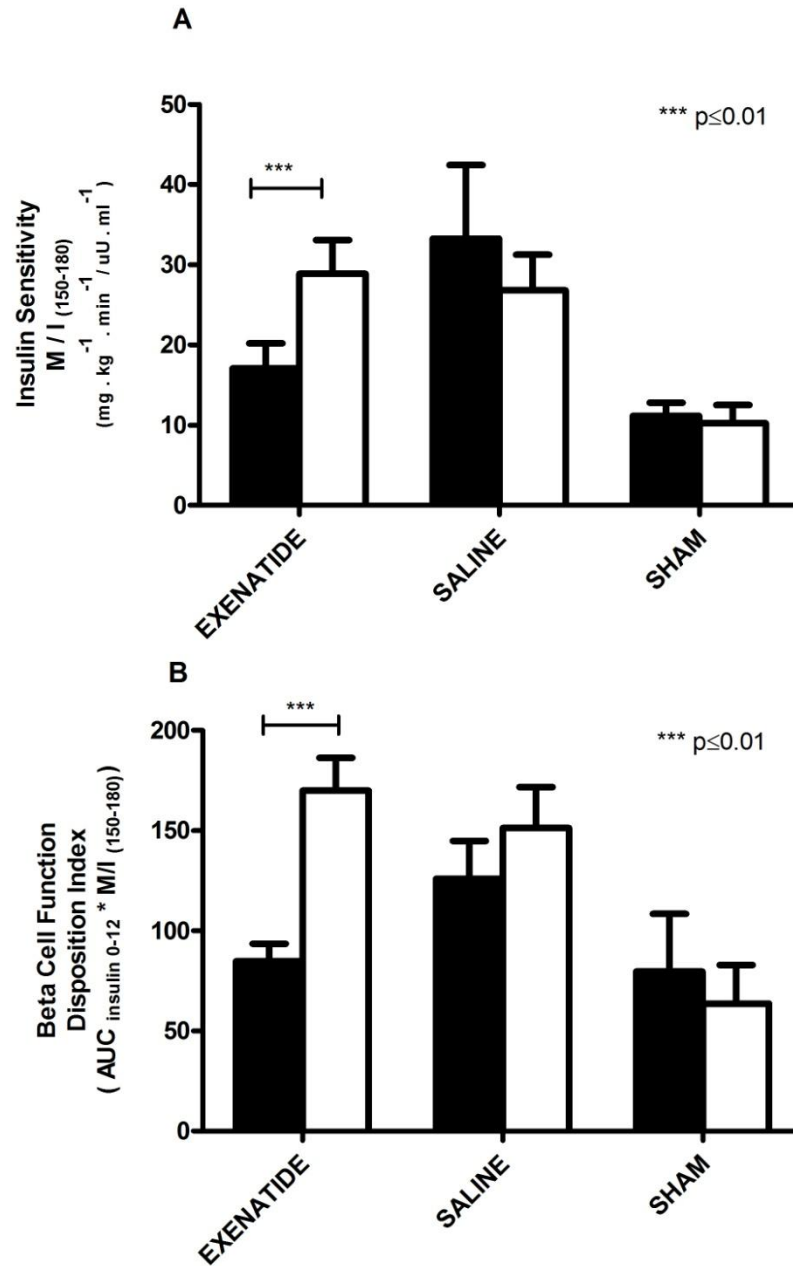 A
*** p≤0.01
***
Insulin Sensitivity
M / I (150-180)
(mg . kg⁻¹ . min⁻¹ / uU . ml⁻¹)
50
40
30
20
10
0
EXENATIDE
SALINE
SHAM
B
*** p≤0.01
***
Beta Cell Function
Disposition Index
( AUC insulin 0-12 * M/I (150-180))
200
150
100
50
0
EXENATIDE
SALINE
SHAM